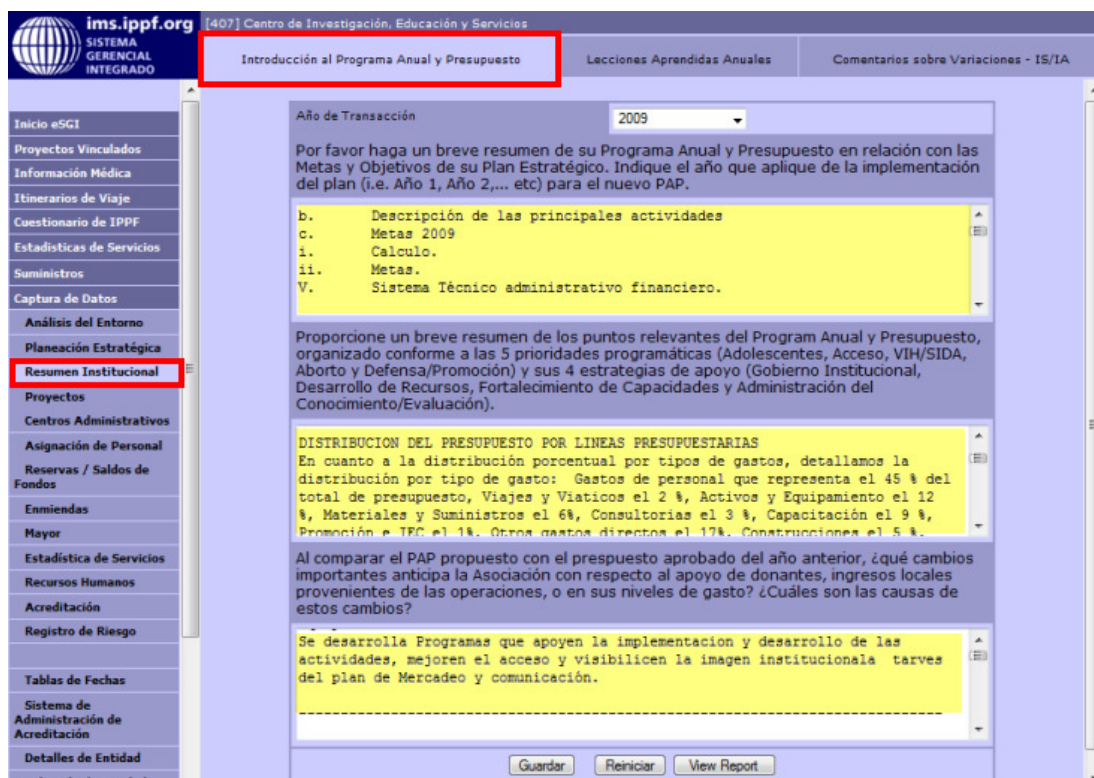 ims.ippf.org
SISTEMA
GERENCIAL
INTEGRADO
[407] Centro de Investigación, Educación y Servicios
Introducción al Programa Anual y Presupuesto
Lecciones Aprendidas Anuales
Comentarios sobre Variaciones - IS/IA
Inicio eSGI
Proyectos Vinculados
Información Médica
Itinerarios de Viaje
Cuestionario de IPPF
Estadísticas de Servicios
Suministros
Captura de Datos
Análisis del Entorno
Planeación Estratégica
Resumen Institucional
Proyectos
Centros Administrativos
Asignación de Personal
Reservas / Saldos de
Fondos
Enmiendas
Mayor
Estadística de Servicios
Recursos Humanos
Acreditación
Registro de Riesgo
Tablas de Fechas
Sistema de
Administración de
Acreditación
Detalles de Entidad
Año de Transacción
2009
Por favor haga un breve resumen de su Programa Anual y Presupuesto en relación con las
Metas y Objetivos de su Plan Estratégico. Indique el año que aplique de la implementación
del plan (i.e. Año 1, Año 2,... etc) para el nuevo PAP.
b. Descripción de las principales actividades
c. Metas 2009
i. Calculo.
ii. Metas.
V. Sistema Técnico administrativo financiero.
Proporcione un breve resumen de los puntos relevantes del Program Anual y Presupuesto,
organizado conforme a las 5 prioridades programáticas (Adolescentes, Acceso, VIH/SIDA,
Aborto y Defensa/Promoción) y sus 4 estrategias de apoyo (Gobierno Institucional,
Desarrollo de Recursos, Fortalecimiento de Capacidades y Administración del
Conocimiento/Evaluación).
DISTRIBUCION DEL PRESUPUESTO POR LINEAS PRESUPUESTARIAS
En cuanto a la distribución porcentual por tipos de gastos, detallamos la
distribución por tipo de gasto: Gastos de personal que representa el 45 % del
total de presupuesto, Viajes y Viaticos el 2 %, Activos y Equipamiento el 12
%, Materiales y Suministros el 6%, Consultorias el 3 %, Capacitación el 9 %,
Promoción e IEC el 1%, Otros gastos directos el 17%, Construcciones el 5 %.
Al comparar el PAP propuesto con el prespuesto aprobado del año anterior, ¿qué cambios
importantes anticipa la Asociación con respecto al apoyo de donantes, ingresos locales
provenientes de las operaciones, o en sus niveles de gasto? ¿Cuáles son las causas de
estos cambios?
Se desarrolla Programas que apoyen la implementacion y desarrollo de las
actividades, mejoren el acceso y visibilicen la imagen institucionala tarves
del plan de Mercadeo y comunicación.
Guardar
Reiniciar
View Report